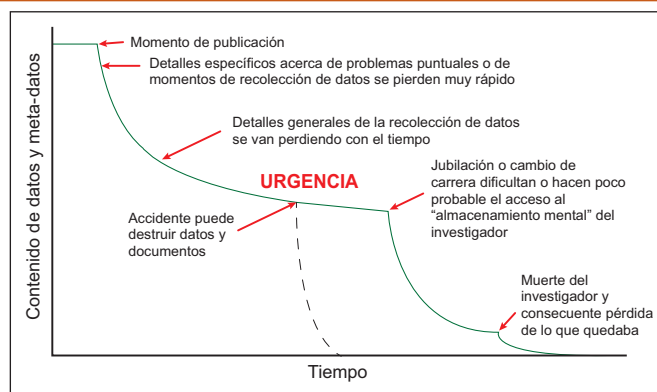 Momento de publicación
Detalles específicos acerca de problemas puntuales o de
momentos de recolección de datos se pierden muy rápido
Detalles generales de la recolección de datos
se van perdiendo con el tiempo
URGENCIA
Jubilación o cambio de
carrera dificultan o hacen poco
probable el acceso al
“almacenamiento mental” del
investigador
Accidente puede
destruir datos y
documentos
Muerte del
investigador y
consecuente pérdida
de lo que quedaba
Contenido de datos y meta-datos
Tiempo